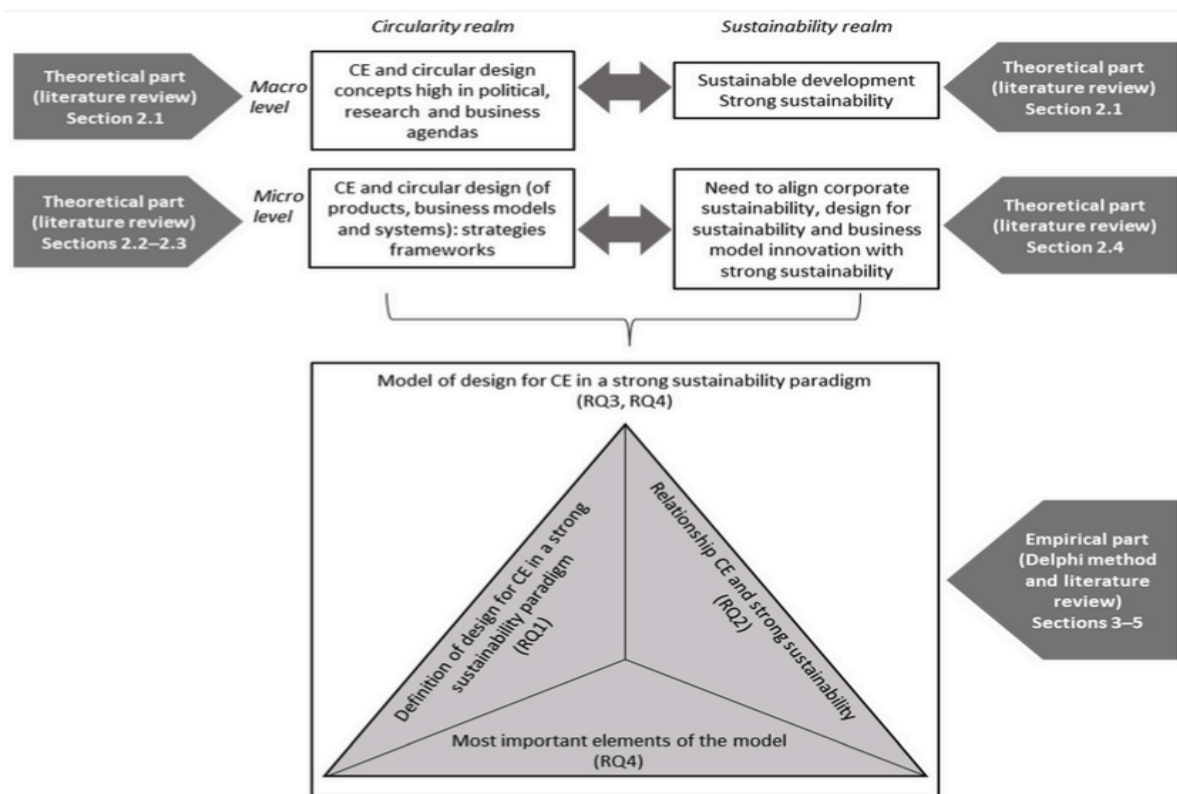 Circularity realm
Sustainability realm
Theoretical part
(literature review)
Section 2.1
Macro
level
CE and circular design
concepts high in political,
research and business
agendas
Sustainable development
Strong sustainability
Theoretical part
(literature review)
Section 2.1
Theoretical part
(literature review)
Sections 2.2–2.3
Micro
level
CE and circular design (of
products, business models
and systems): strategies
frameworks
Need to align corporate
sustainability, design for
sustainability and business
model innovation with
strong sustainability
Theoretical part
(literature review)
Section 2.4
Model of design for CE in a strong sustainability paradigm
(RQ3, RQ4)
Definition of design for CE in a strong
sustainability paradigm
(RQ1)
Relationship CE and strong sustainability
(RQ2)
Most important elements of the model
(RQ4)
Empirical part
(Delphi method
and literature
review)
Sections 3–5